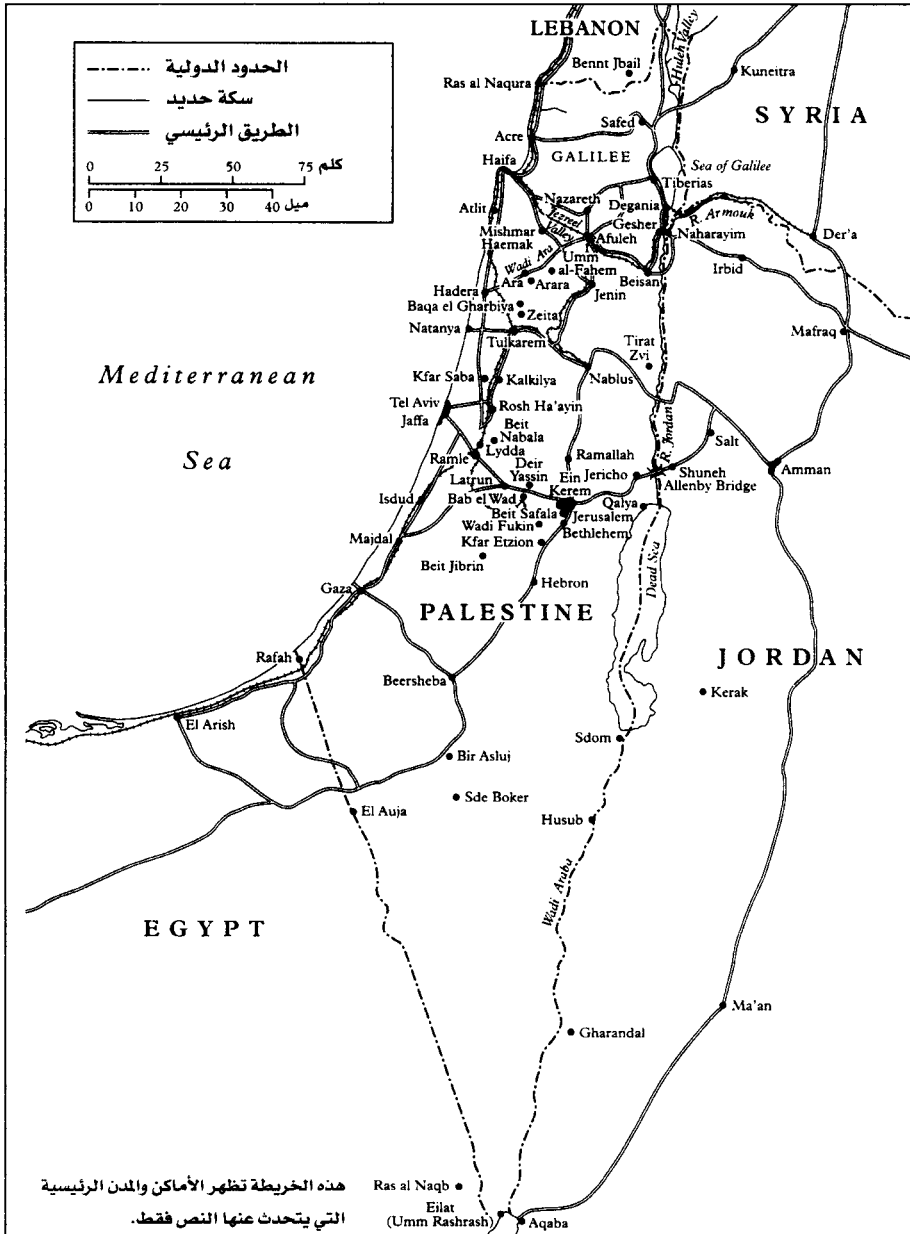 LEBANON
الحدود الدولية
سكة حديد
الطريق الرئيسي
0 25 50 75 كلم
0 10 20 30 40 ميل
Bennt Jbail
Huleh Valley
Kuneitra
Ras al Naqura
SYRIA
Safed
Acre
GALILEE
Haifa
Sea of Galilee
Tiberias
Nazareth
Degania
Atlit
Jezreel
Valley
R. Armouk
Gesher
Mishmar
Haemak
Afuleh
Naharayim
Der'a
Wadi Ara
Umm
al-Fahem
Irbid
Ara
Arara
Beisan
Hadera
Jenin
Baqa el Gharbiya
Zeita
Natanya
Tulkarem
Mafraq
Tirat
Zvi
Mediterranean
Sea
Kfar Saba
Kalkilya
Nablus
Tel Aviv
Jaffa
Rosh Ha'ayin
Beit
Nabala
R. Jordan
Salt
Lydda
Ramle
Ramallah
Deir
Yassin
Ein
Kerem
Jericho
Shuneh
Allenby Bridge
Amman
Latrun
Bab el Wad
Isdud
Beit Safala
Jerusalem
Qalya
Wadi Fukin
Bethlehem
Majdal
Kfar Etzion
Beit Jibrin
Dead Sea
Gaza
Hebron
PALESTINE
Rafah
JORDAN
Beersheba
Kerak
El Arish
Sdom
Bir Asluj
Sde Boker
El Auja
Husub
Wadi Araba
EGYPT
Ma'an
Gharandal
هذه الخريطة تظهر الأماكن والمدن الرئيسية
التي يتحدث عنها النص فقط.
Ras al Naqb
Eilat
(Umm Rashrash)
Aqaba